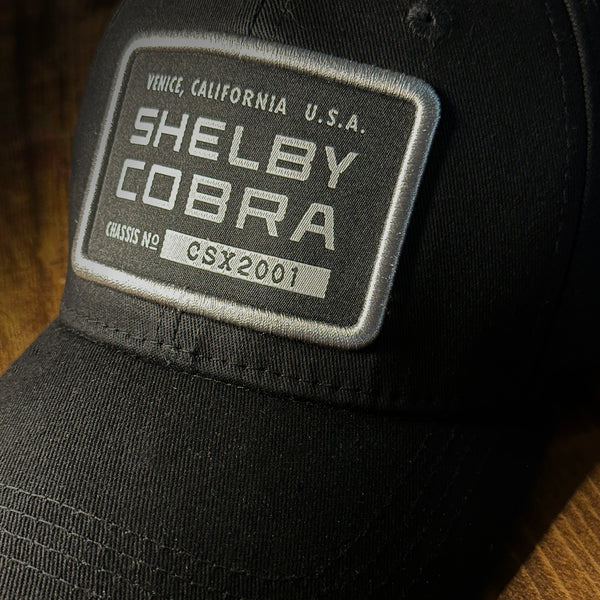 VENICE, CALIFORNIA U.S.A.
SHELBY
COBRA
CHASSIS Nº CSX2001